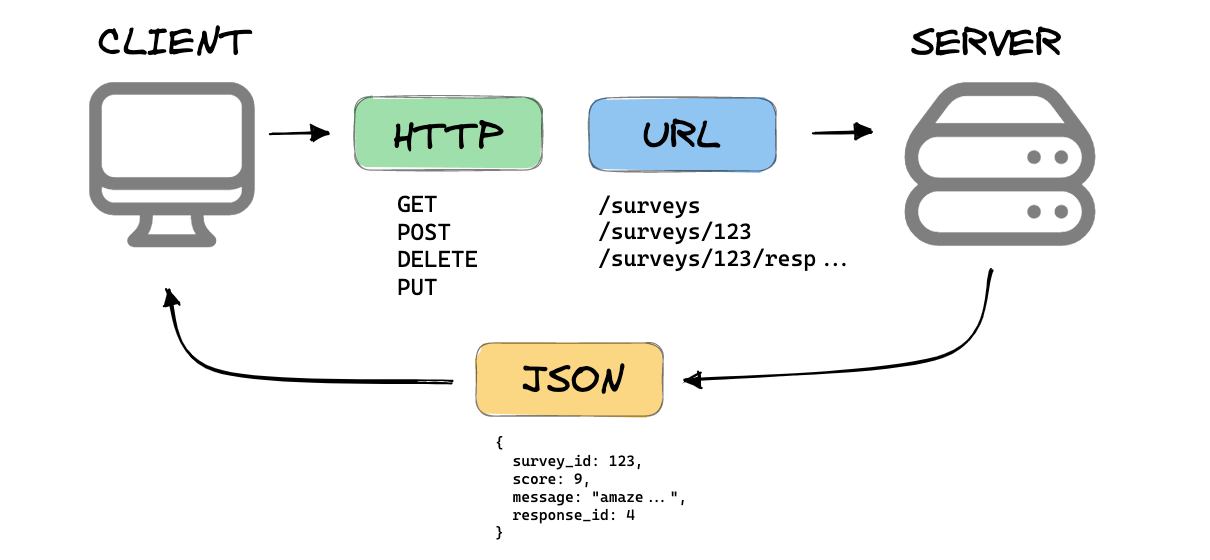 CLIENT
SERVER
HTTP
URL
GET
POST
DELETE
PUT
/surveys
/surveys/123
/surveys/123/resp...
JSON
{
survey_id: 123,
score: 9,
message: "amaze...",
response_id: 4
}